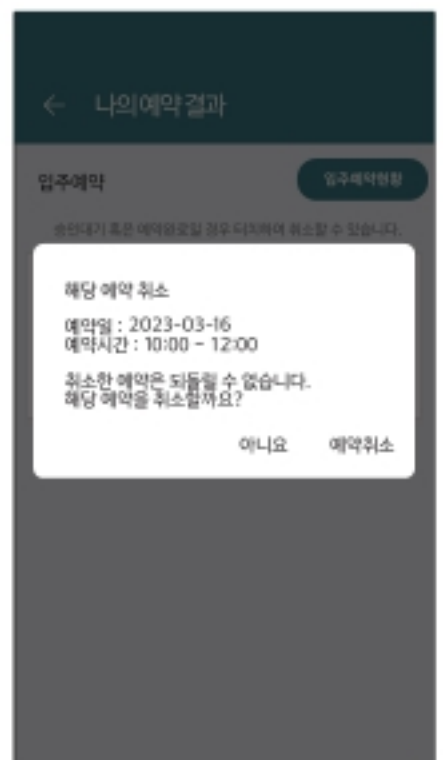 나의 예약 결과
입주예약
입주예약현황
승인대기 혹은 예약완료일 경우 터치하여 취소할 수 있습니다.
해당 예약 취소
예약일 : 2023-03-16
예약시간 : 10:00 - 12:00
취소한 예약은 되돌릴 수 없습니다.
해당 예약을 취소할까요?
아니요
예약취소